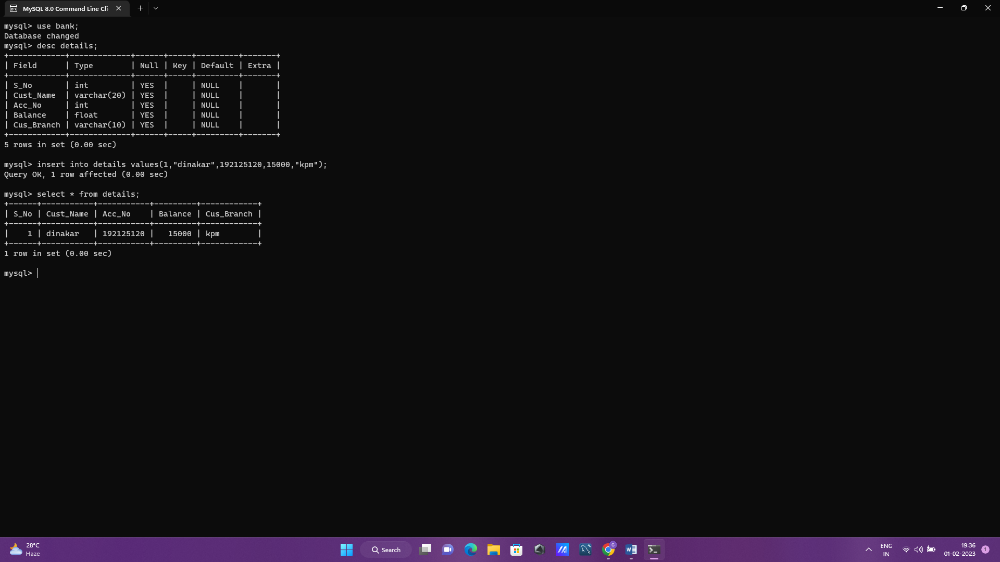 MySQL 8.0 Command Line Cli
mysql> use bank;
Database changed
mysql> desc details;
+------------+-------------+------+-----+---------+-------+
| Field      | Type        | Null | Key | Default | Extra |
+------------+-------------+------+-----+---------+-------+
| S_No       | int         | YES  |     | NULL    |       |
| Cust_Name  | varchar(20) | YES  |     | NULL    |       |
| Acc_No     | int         | YES  |     | NULL    |       |
| Balance    | float       | YES  |     | NULL    |       |
| Cus_Branch | varchar(10) | YES  |     | NULL    |       |
+------------+-------------+------+-----+---------+-------+
5 rows in set (0.00 sec)
mysql> insert into details values(1,"dinakar",192125120,15000,"kpm");
Query OK, 1 row affected (0.00 sec)
mysql> select * from details;
+------+-----------+-----------+---------+------------+
| S_No | Cust_Name | Acc_No    | Balance | Cus_Branch |
+------+-----------+-----------+---------+------------+
|    1 | dinakar   | 192125120 |   15000 | kpm        |
+------+-----------+-----------+---------+------------+
1 row in set (0.00 sec)
mysql>
28°C
Haze
Search
G
W
ENG
IN
19:36
01-02-2023
1